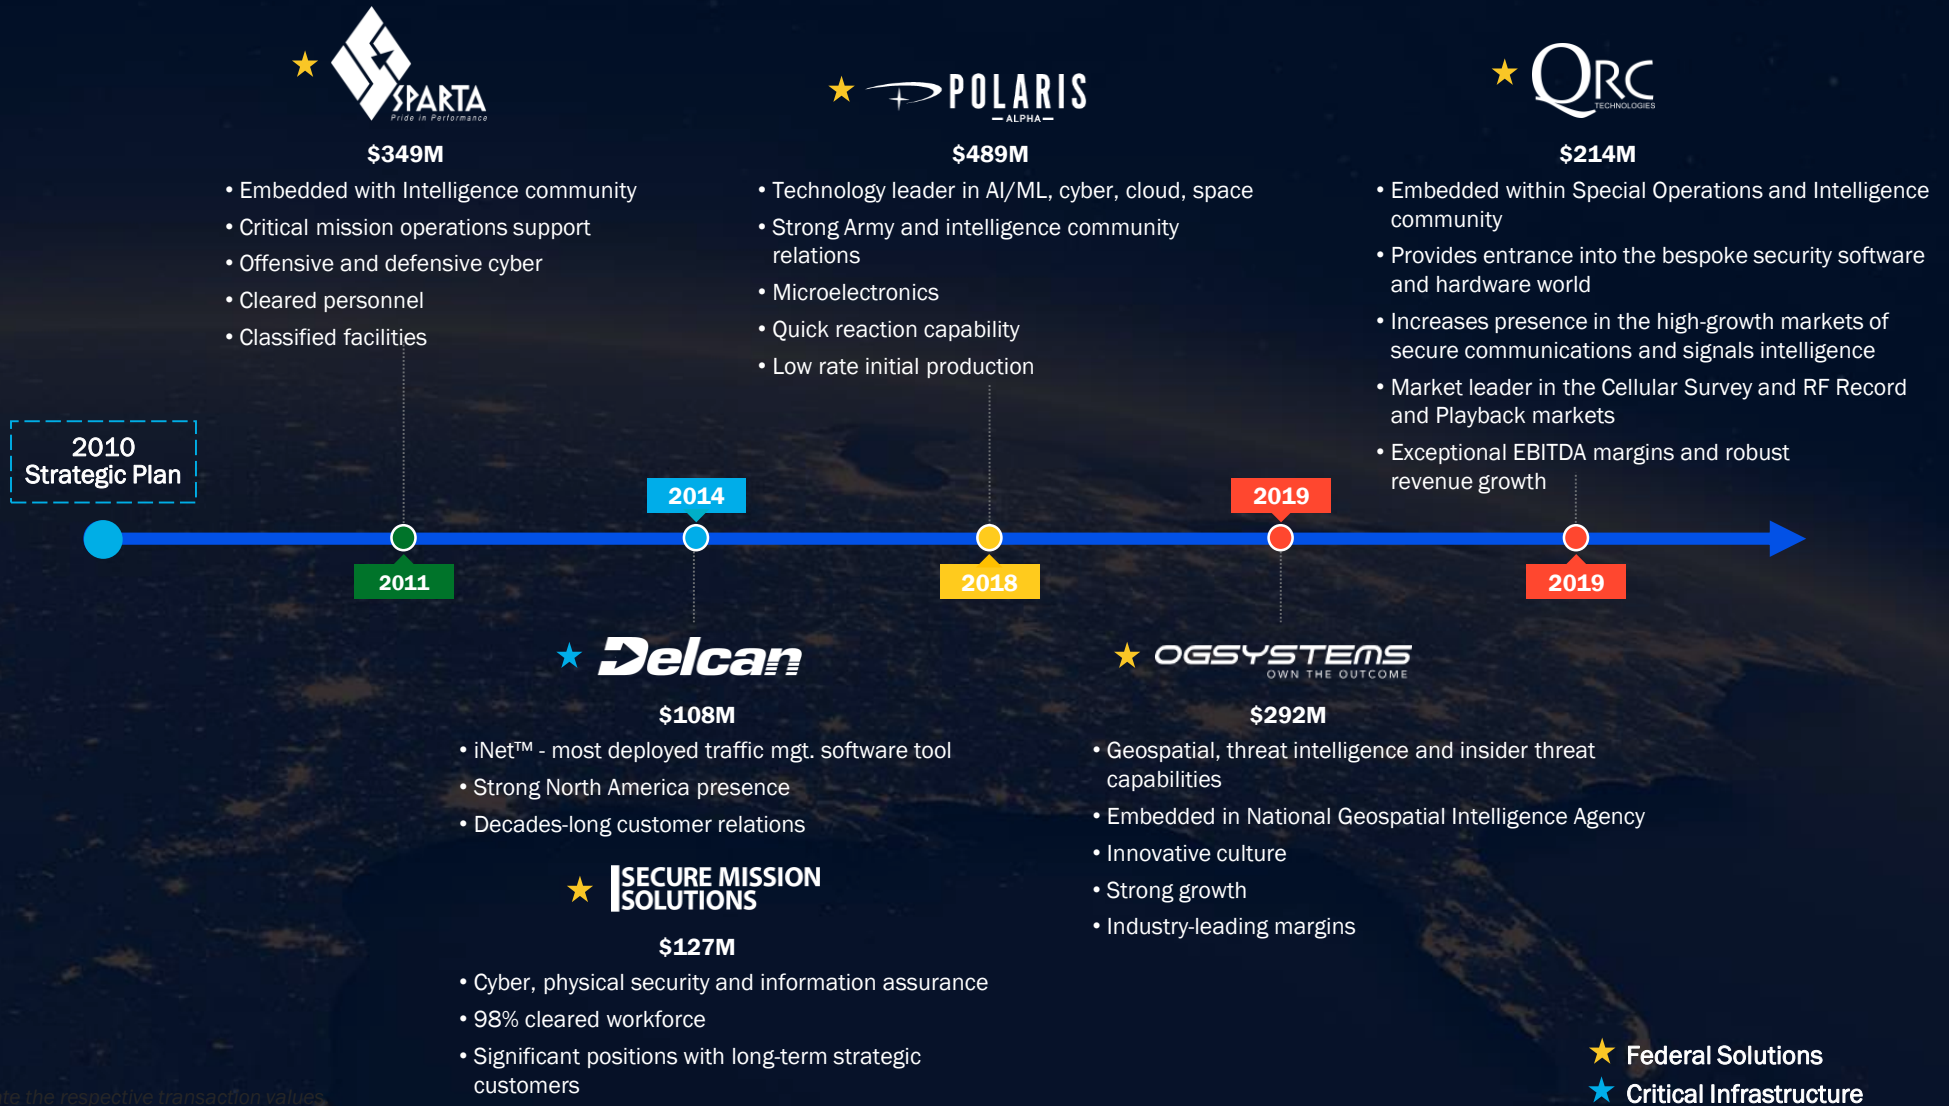 SPARTA
Pride in Performance
$349M
• Embedded with Intelligence community
• Critical mission operations support
• Offensive and defensive cyber
• Cleared personnel
• Classified facilities
POLARIS
ALPHA
$489M
• Technology leader in AI/ML, cyber, cloud, space
• Strong Army and intelligence community
relations
• Microelectronics
• Quick reaction capability
• Low rate initial production
QRC
TECHNOLOGIES
$214M
• Embedded within Special Operations and Intelligence
community
• Provides entrance into the bespoke security software
and hardware world
• Increases presence in the high-growth markets of
secure communications and signals intelligence
• Market leader in the Cellular Survey and RF Record
and Playback markets
• Exceptional EBITDA margins and robust
revenue growth
2010
Strategic Plan
2011
2014
2018
2019
2019
Delcan
$108M
• iNet™ - most deployed traffic mgt. software tool
• Strong North America presence
• Decades-long customer relations
SECURE MISSION
SOLUTIONS
$127M
• Cyber, physical security and information assurance
• 98% cleared workforce
• Significant positions with long-term strategic
customers
OGSYSTEMS
OWN THE OUTCOME
$292M
• Geospatial, threat intelligence and insider threat
capabilities
• Embedded in National Geospatial Intelligence Agency
• Innovative culture
• Strong growth
• Industry-leading margins
Federal Solutions
Critical Infrastructure
the respective transaction values